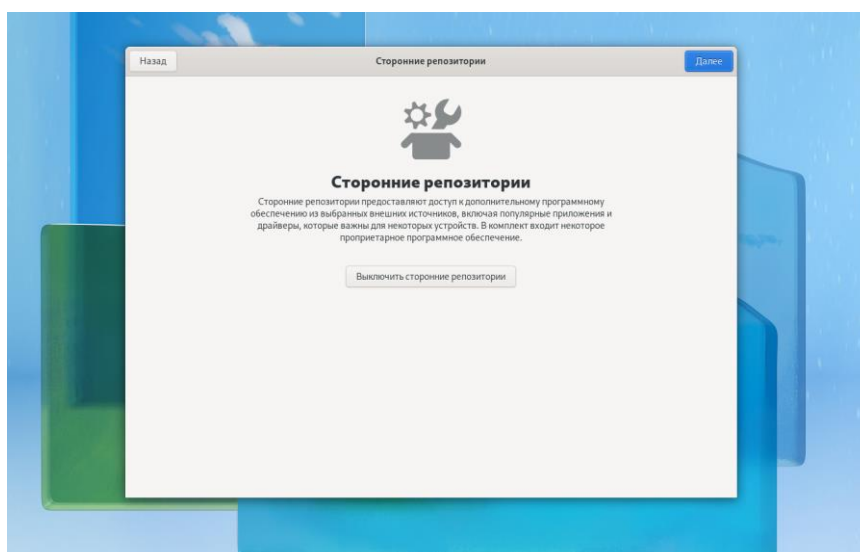 Назад
Сторонние репозитории
Далее
Сторонние репозитории
Сторонние репозитории предоставляют доступ к дополнительному программному
обеспечению из выбранных внешних источников, включая популярные приложения и
драйверы, которые важны для некоторых устройств. В комплект входит некоторое
проприетарное программное обеспечение.
Выключить сторонние репозитории